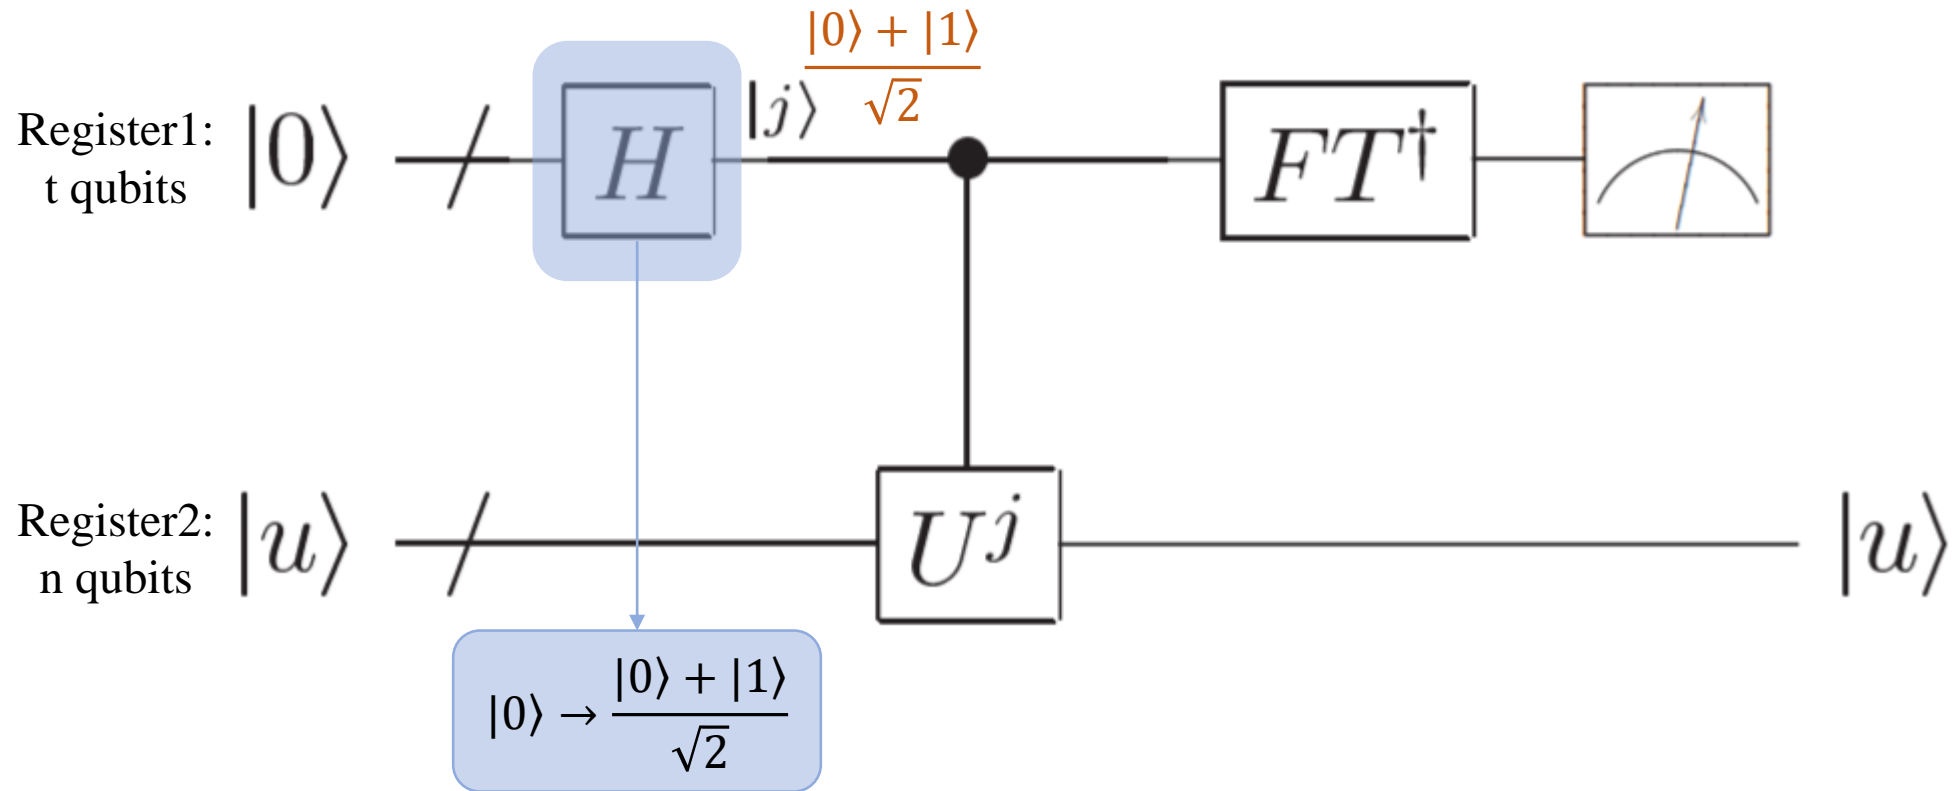 |0⟩ + |1⟩
√2
Register1:
t qubits
|0⟩
H
|j⟩
FT†
Register2:
n qubits
|u⟩
U^j
|u⟩
|0⟩ → |0⟩ + |1⟩
√2